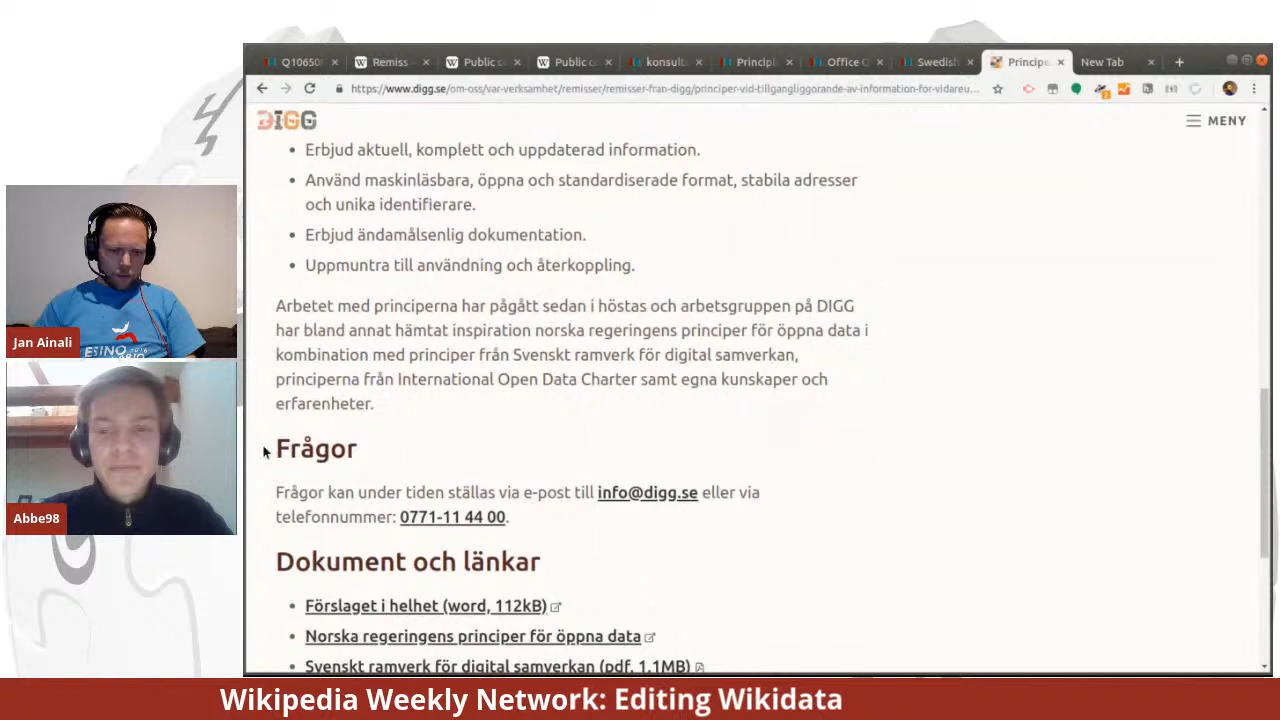 Q10650
Remiss
Public c
Public co
konsult
Principl
Office O
Swedish
Principe
New Tab
https://www.digg.se/om-oss/var-verksamhet/remisser/remisser-fran-digg/principer-vid-tillgangliggorande-av-information-for-vidareu...
DIGG
MENY
• Erbjud aktuell, komplett och uppdaterad information.
• Använd maskinläsbara, öppna och standardiserade format, stabila adresser
och unika identifierare.
• Erbjud ändamålsenlig dokumentation.
• Uppmuntra till användning och återkoppling.
Arbetet med principerna har pågått sedan i höstas och arbetsgruppen på DIGG
har bland annat hämtat inspiration norska regeringens principer för öppna data i
kombination med principer från Svenskt ramverk för digital samverkan,
principerna från International Open Data Charter samt egna kunskaper och
erfarenheter.
Frågor
Frågor kan under tiden ställas via e-post till info@digg.se eller via
telefonnummer: 0771-11 44 00.
Dokument och länkar
• Förslaget i helhet (word, 112kB)
• Norska regeringens principer för öppna data
• Svenskt ramverk för digital samverkan (pdf, 1.1MB)
Jan Ainali
Abbe98
Wikipedia Weekly Network: Editing Wikidata